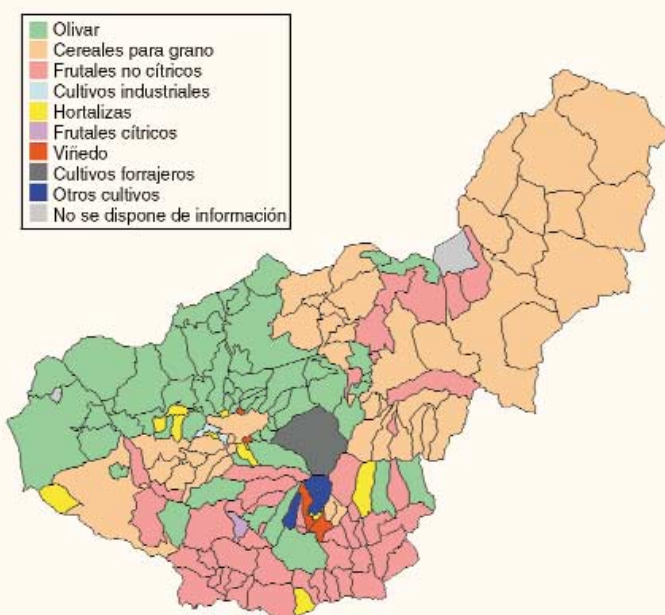 Olivar
Cereales para grano
Frutales no cítricos
Cultivos industriales
Hortalizas
Frutales cítricos
Viñedo
Cultivos forrajeros
Otros cultivos
No se dispone de información